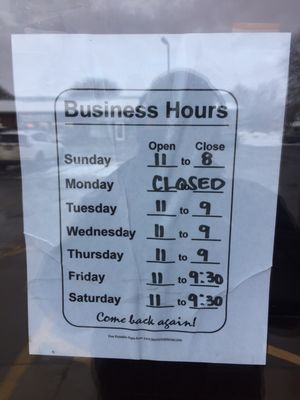 Business Hours
Open Close
Sunday 11 to 8
Monday CLOSED
Tuesday 11 to 9
Wednesday 11 to 9
Thursday 11 to 9
Friday 11 to 9:30
Saturday 11 to 9:30
Come back again!